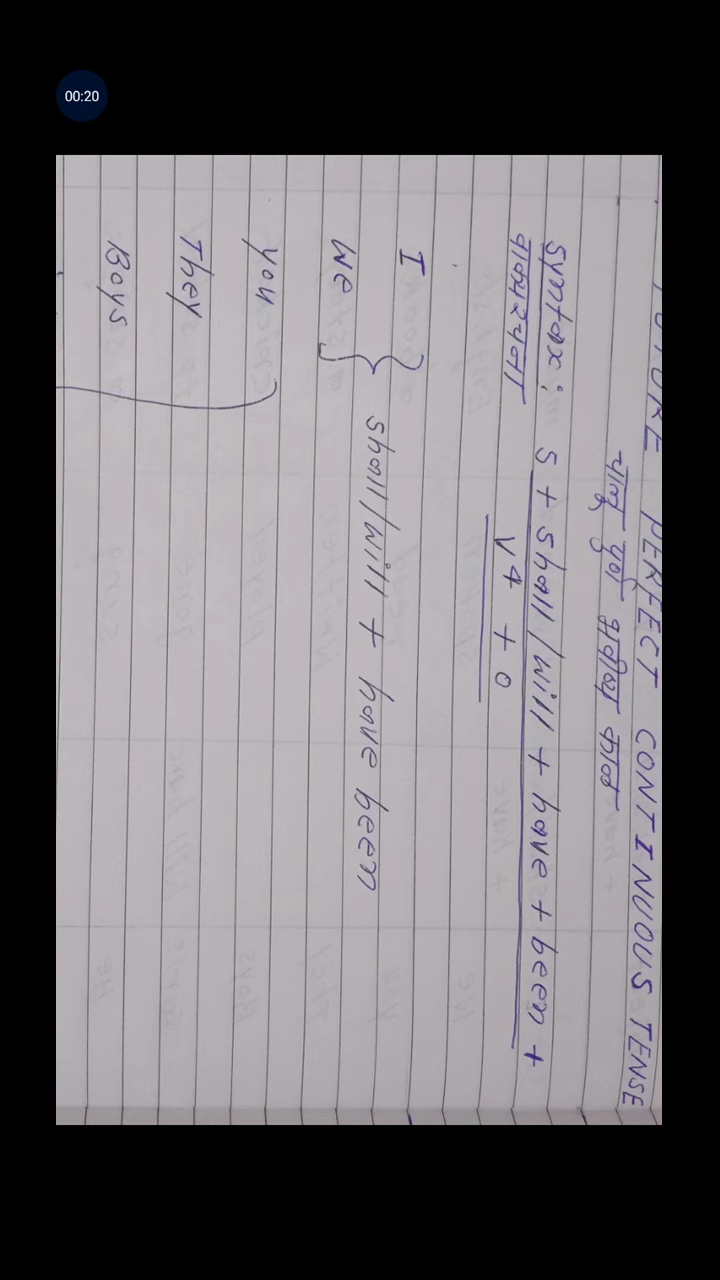 00:20
FUTURE PERFECT CONTINUOUS TENSE
चालू पूर्ण भविष्य काळ
Syntax : S + shall/will + have + been +
वाक्यरचना V4 + O
I
We } shall/will + have been
you
They
Boys